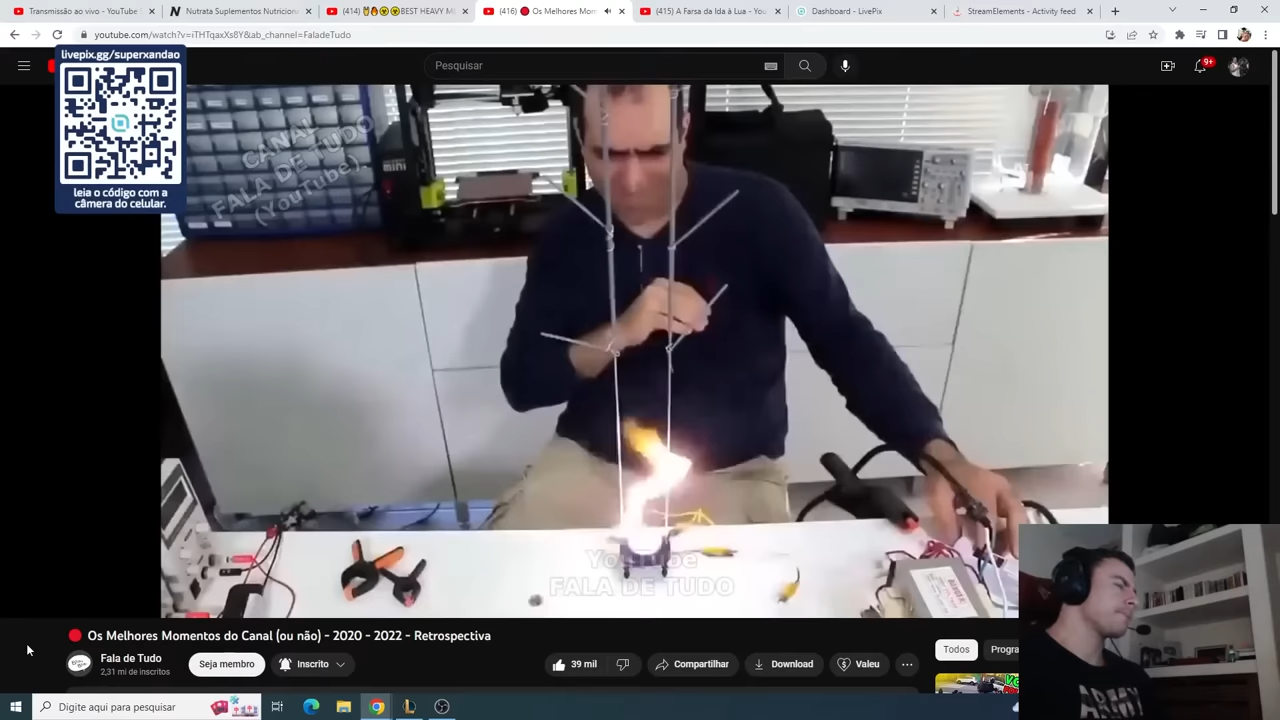 (414) 🤘🔥☢☢BEST HEAVY M
Transmissão ao vivo - YouTube S
Nutrata Suplementos Nutricion
(416) 🔴 Os Melhores Mom
(415) A Farsa da Ida à Lua - You
Dashboard - LivePix
StreamElements - Activity feed
youtube.com/watch?v=iTHTqaxXs8Y&ab_channel=FaladeTudo
livepix.gg/superxandao
leia o código com a
câmera do celular.
Pesquisar
9+
CANAL
FALA DE TUDO
(YouTube)
mini
YouTube
FALA DE TUDO
Os Melhores Momentos do Canal (ou não) - 2020 - 2022 - Retrospectiva
Fala de Tudo
2,31 mi de inscritos
Seja membro
Inscrito
39 mil
Compartilhar
Download
Valeu
Todos
Progra
Digite aqui para pesquisar